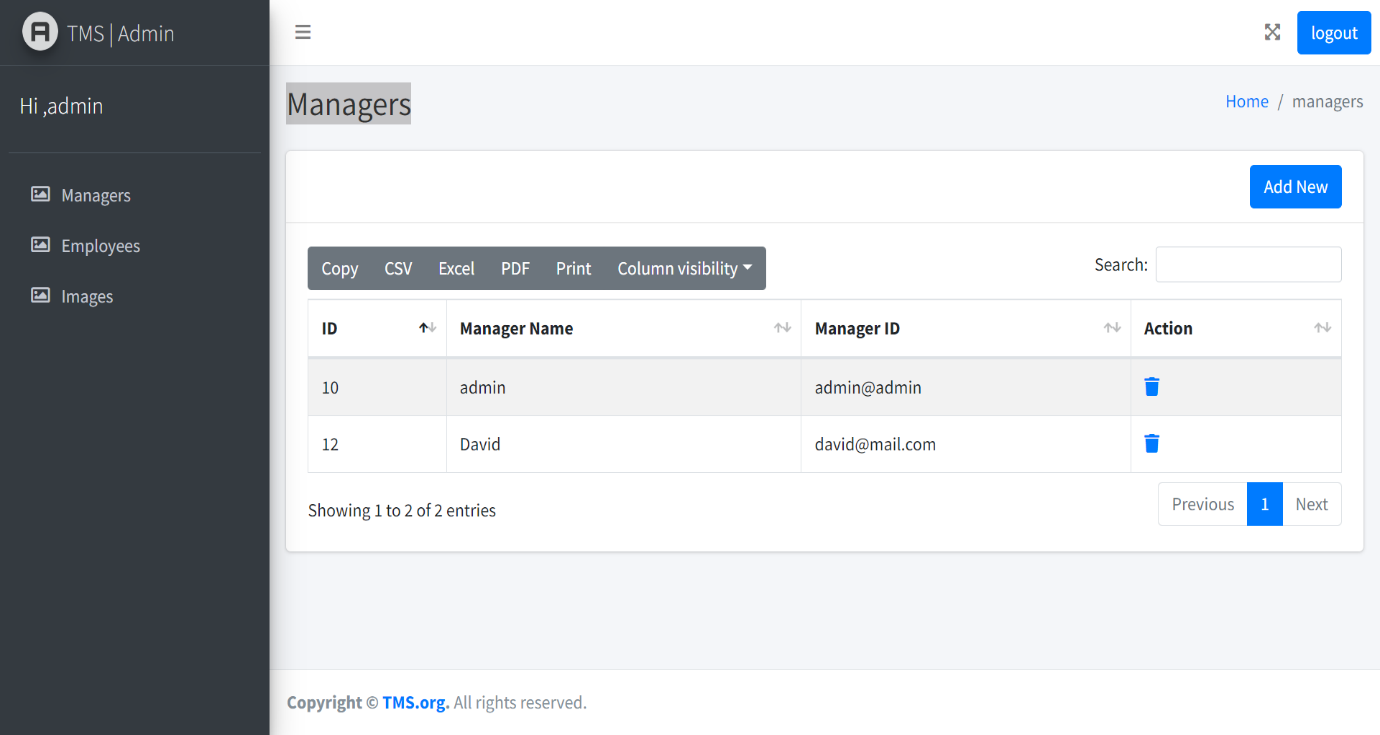 TMS | Admin
logout
Hi ,admin
Managers
Home / managers
Managers
Employees
Images
Add New
Copy CSV Excel PDF Print Column visibility
Search:
ID Manager Name Manager ID Action
10 admin admin@admin
12 David david@mail.com
Showing 1 to 2 of 2 entries
Previous 1 Next
Copyright © TMS.org. All rights reserved.